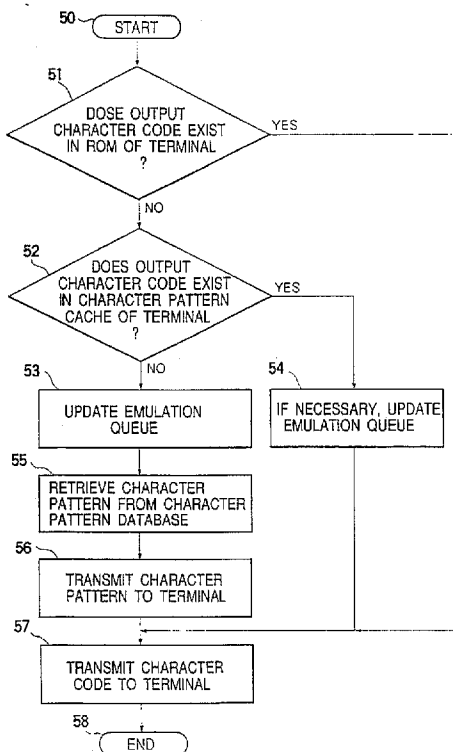 50
START
51
DOSE OUTPUT
CHARACTER CODE EXIST
IN ROM OF TERMINAL
?
YES
NO
52
DOES OUTPUT
CHARACTER CODE EXIST
IN CHARACTER PATTERN
CACHE OF TERMINAL
?
YES
NO
53
UPDATE EMULATION
QUEUE
54
IF NECESSARY, UPDATE
EMULATION QUEUE
55
RETRIEVE CHARACTER
PATTERN FROM CHARACTER
PATTERN DATABASE
56
TRANSMIT CHARACTER
PATTERN TO TERMINAL
57
TRANSMIT CHARACTER
CODE TO TERMINAL
58
END